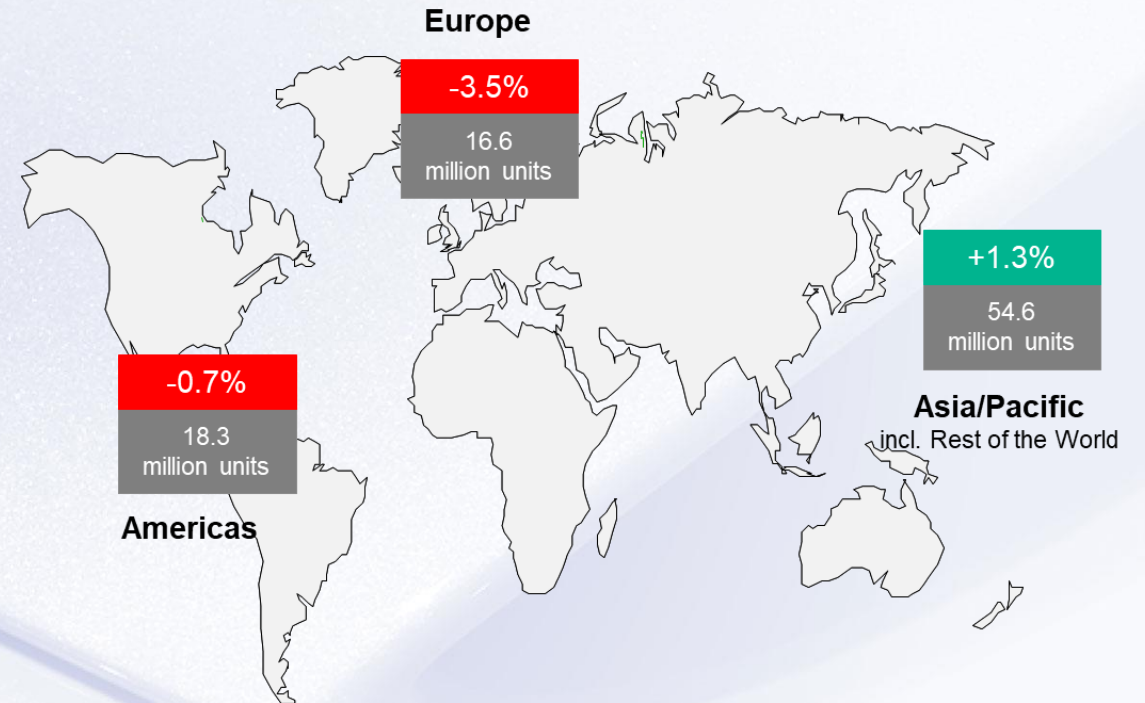 Europe
-3.5%
16.6
million units
+1.3%
54.6
million units
Asia/Pacific
incl. Rest of the World
-0.7%
18.3
million units
Americas